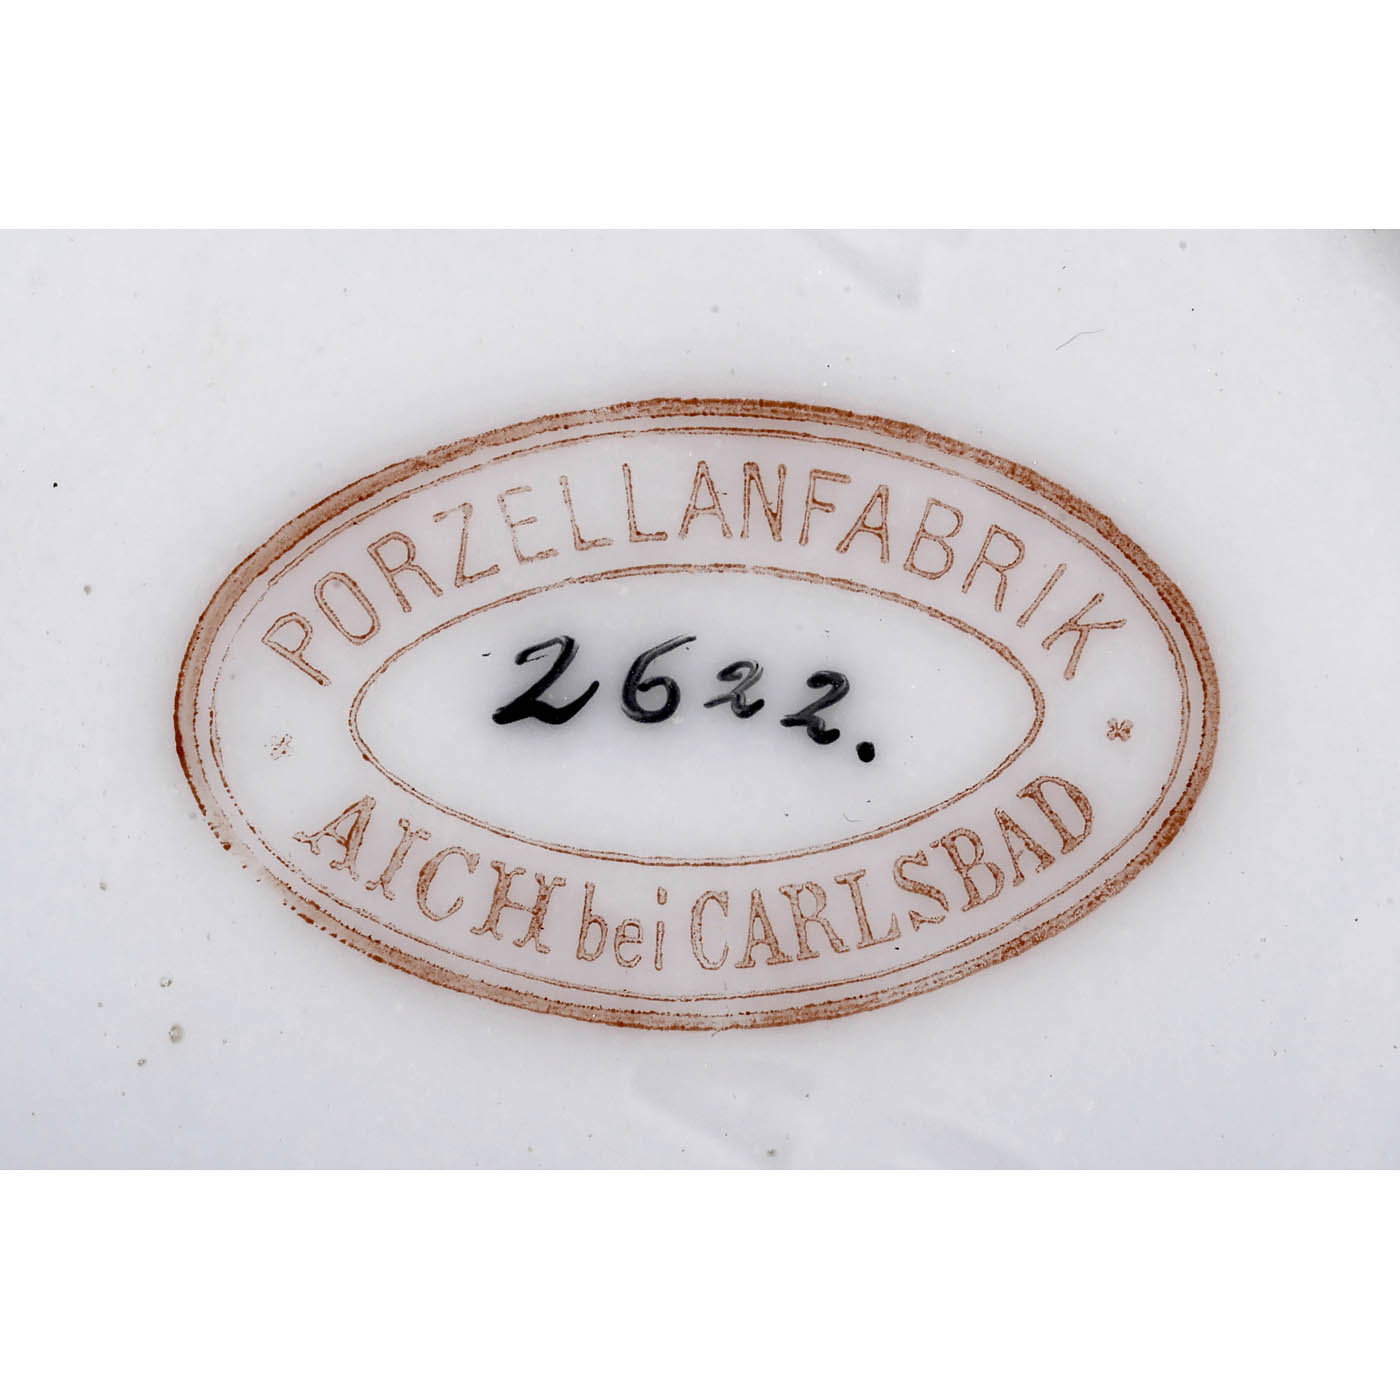 PORZELLANFABRIK
2622.
AICH bei CARLSBAD